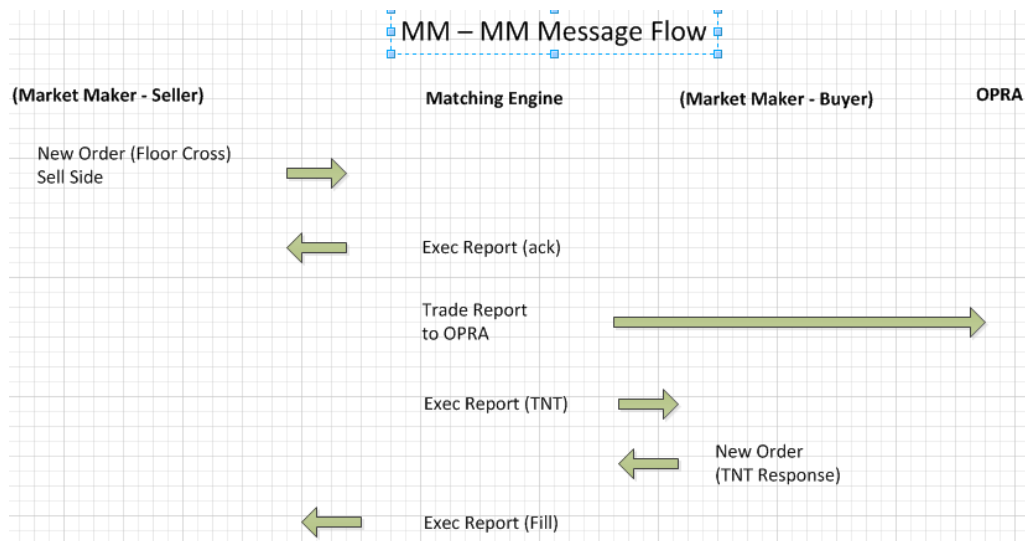 MM – MM Message Flow
(Market Maker - Seller)
Matching Engine
(Market Maker - Buyer)
OPRA
New Order (Floor Cross)
Sell Side
Exec Report (ack)
Trade Report
to OPRA
Exec Report (TNT)
New Order
(TNT Response)
Exec Report (Fill)